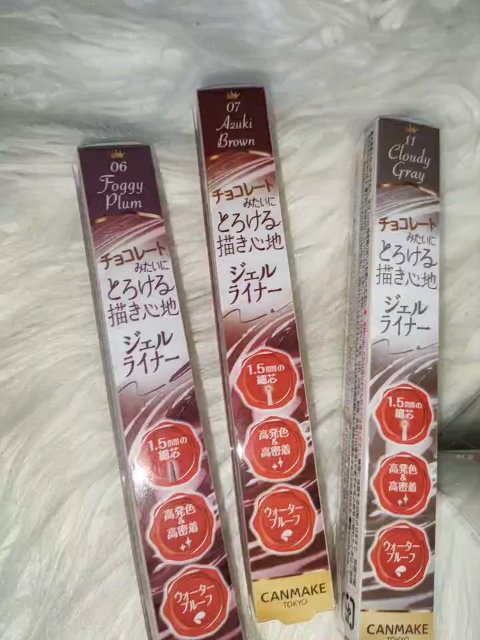 06
Foggy
Plum
チョコレート
みたいに
とろける
描き心地
ジェル
ライナー
1.5mmの
細芯
高発色
&
高密着
ウォーター
プルーフ
07
Azuki
Brown
チョコレート
みたいに
とろける
描き心地
ジェル
ライナー
1.5mmの
細芯
高発色
&
高密着
ウォーター
プルーフ
CANMAKE
TOKYO
11
Cloudy
Gray
チョコレート
みたいに
とろける
描き心地
ジェル
ライナー
1.5mmの
細芯
高発色
&
高密着
ウォーター
プルーフ
CANMAKE
TOKYO